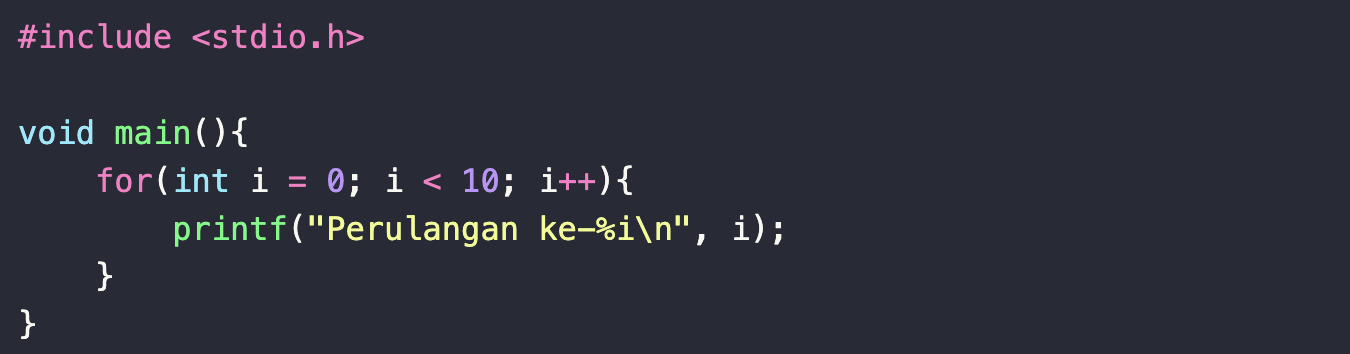 #include <stdio.h>

void main(){
    for(int i = 0; i < 10; i++){
        printf("Perulangan ke-%i\n", i);
    }
}